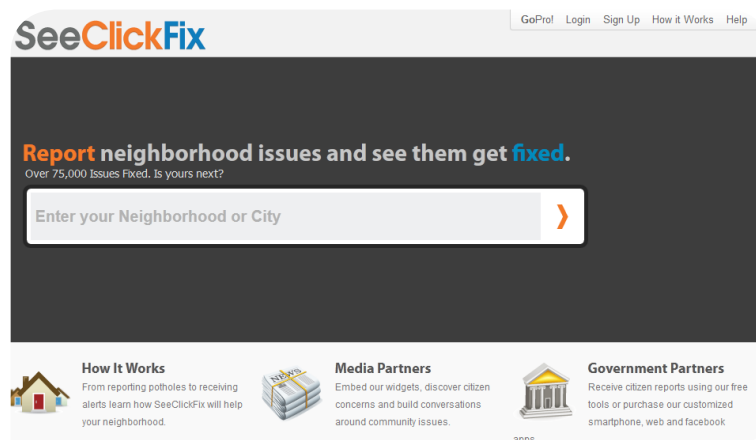 SeeClickFix
GoPro! Login Sign Up How it Works Help
Report neighborhood issues and see them get fixed.
Over 75,000 Issues Fixed. Is yours next?
Enter your Neighborhood or City
How It Works
From reporting potholes to receiving
alerts learn how SeeClickFix will help
your neighborhood.
NEWS
Media Partners
Embed our widgets, discover citizen
concerns and build conversations
around community issues.
Government Partners
Receive citizen reports using our free
tools or purchase our customized
smartphone, web and facebook
apps